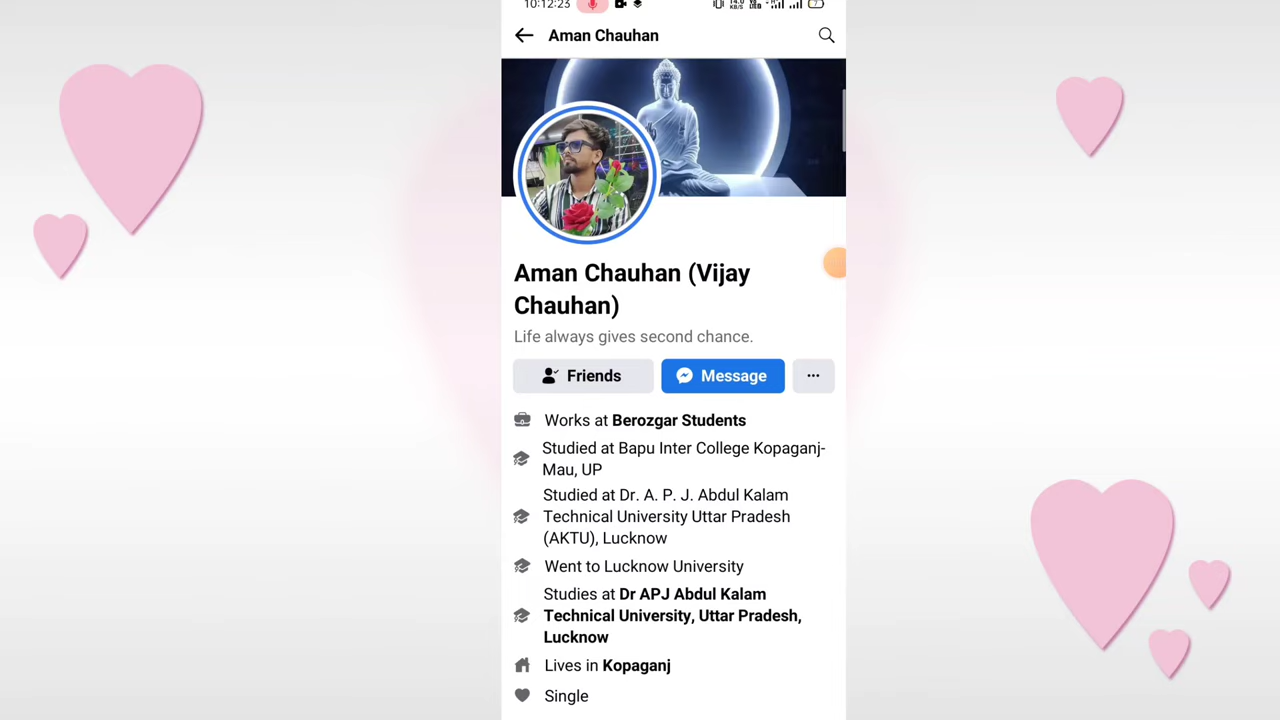 10:12:23
Aman Chauhan
Aman Chauhan (Vijay
Chauhan)
Life always gives second chance.
Friends
Message
Works at Berozgar Students
Studied at Bapu Inter College Kopaganj-
Mau, UP
Studied at Dr. A. P. J. Abdul Kalam
Technical University Uttar Pradesh
(AKTU), Lucknow
Went to Lucknow University
Studies at Dr APJ Abdul Kalam
Technical University, Uttar Pradesh,
Lucknow
Lives in Kopaganj
Single